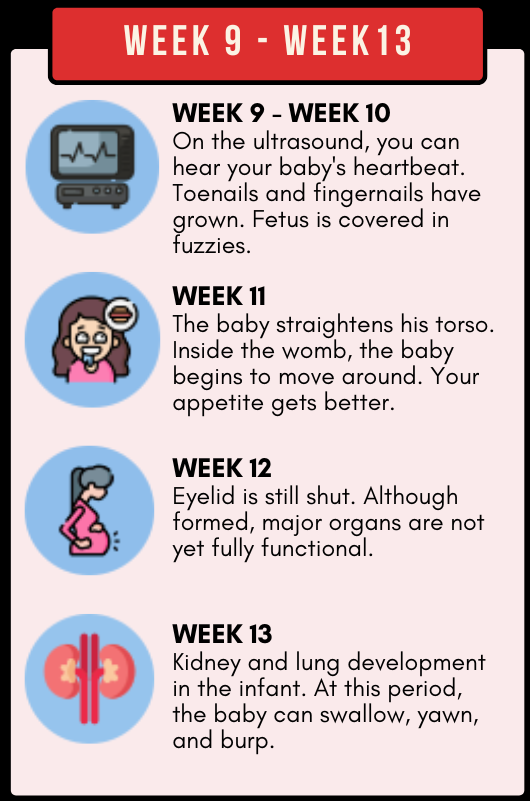 WEEK 9 - WEEK13
WEEK 9 - WEEK 10
On the ultrasound, you can
hear your baby's heartbeat.
Toenails and fingernails have
grown. Fetus is covered in
fuzzies.
WEEK 11
The baby straightens his torso.
Inside the womb, the baby
begins to move around. Your
appetite gets better.
WEEK 12
Eyelid is still shut. Although
formed, major organs are not
yet fully functional.
WEEK 13
Kidney and lung development
in the infant. At this period,
the baby can swallow, yawn,
and burp.